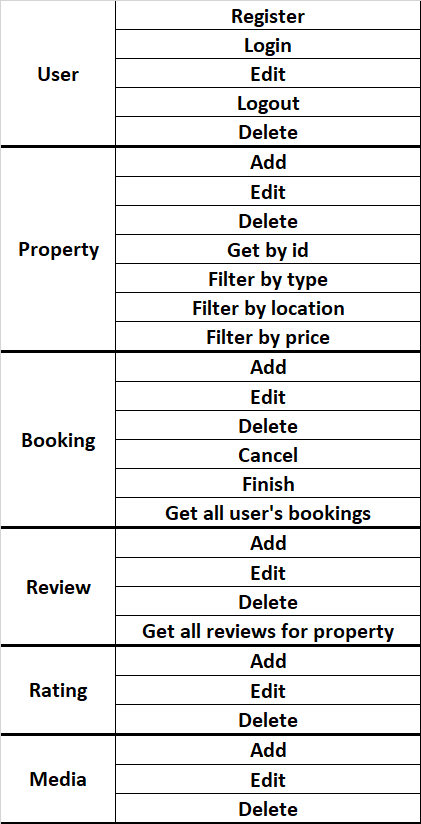 User
Register
Login
Edit
Logout
Delete
Property
Add
Edit
Delete
Get by id
Filter by type
Filter by location
Filter by price
Booking
Add
Edit
Delete
Cancel
Finish
Get all user's bookings
Review
Add
Edit
Delete
Get all reviews for property
Rating
Add
Edit
Delete
Media
Add
Edit
Delete